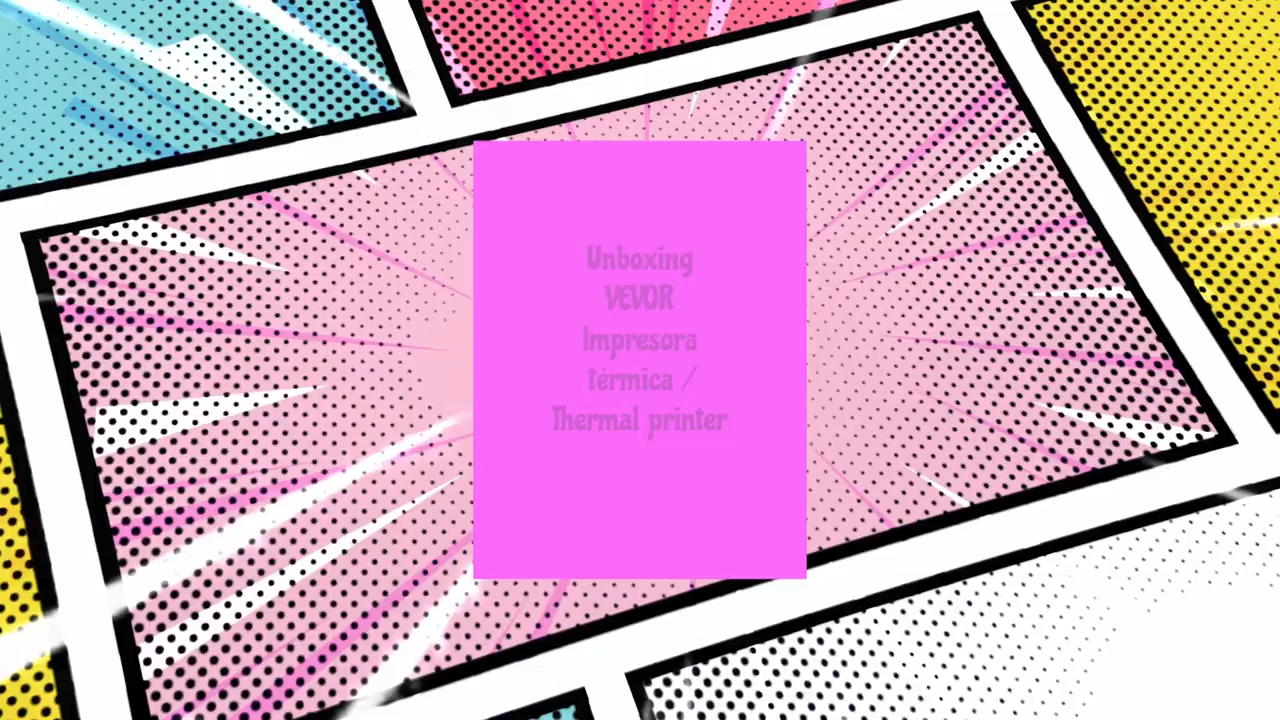 Unboxing
VEVOR
Impresora
térmica /
Thermal printer